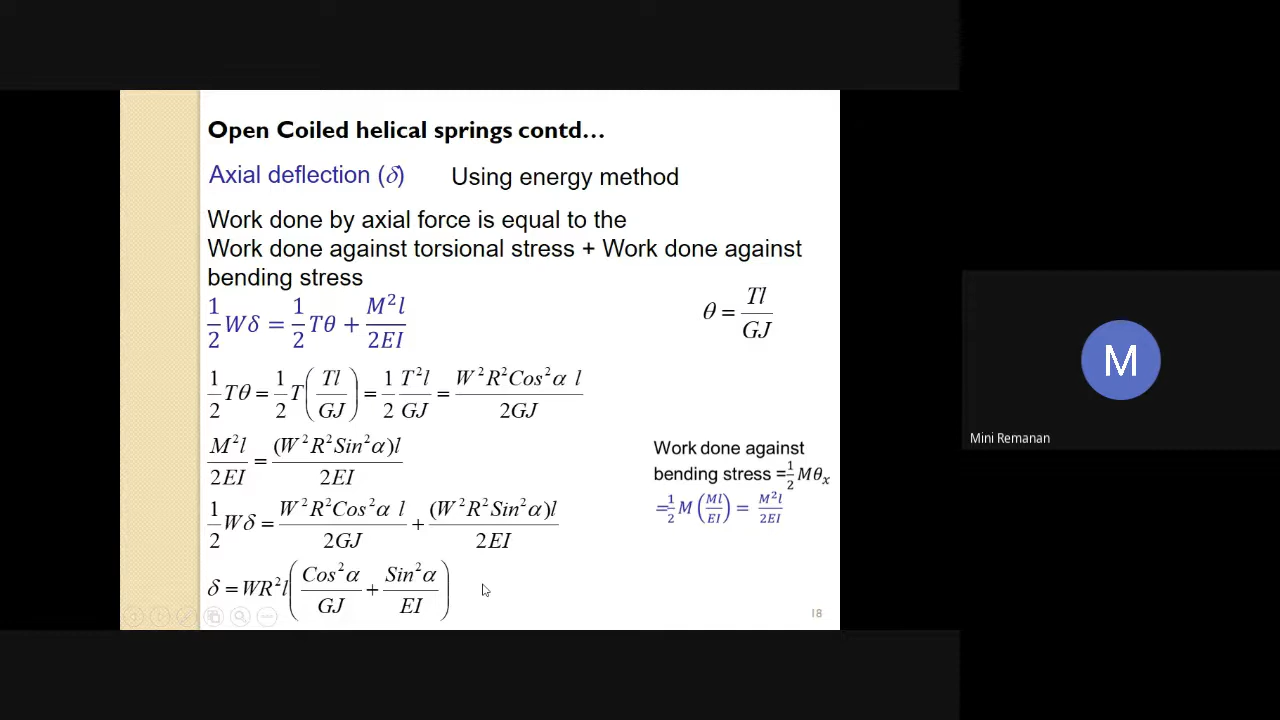 Open Coiled helical springs contd...
Axial deflection (δ) Using energy method
Work done by axial force is equal to the
Work done against torsional stress + Work done against
bending stress
1/2 Wδ = 1/2 Tθ + M²l/2EI
θ = Tl/GJ
1/2 Tθ = 1/2 T(Tl/GJ) = 1/2 T²l/GJ = W²R²Cos²α l/2GJ
M²l/2EI = (W²R²Sin²α)l/2EI
Work done against
bending stress =1/2 Mθₓ
=1/2 M(Ml/EI) = M²l/2EI
1/2 Wδ = W²R²Cos²α l/2GJ + (W²R²Sin²α)l/2EI
δ = WR²l(Cos²α/GJ + Sin²α/EI)
18
M
Mini Remanan